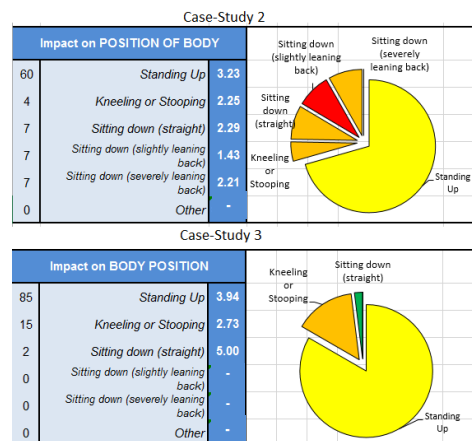 Case-Study 2
Impact on POSITION OF BODY
60 Standing Up 3.23
4 Kneeling or Stooping 2.25
7 Sitting down (straight) 2.29
7 Sitting down (slightly leaning back) 1.43
7 Sitting down (severely leaning back) 2.21
0 Other -
Sitting down
(slightly leaning
back)
Sitting down
(severely
leaning back)
Sitting
down
(straight)
Kneeling
or
Stooping
Standing
Up
Case-Study 3
Impact on BODY POSITION
85 Standing Up 3.94
15 Kneeling or Stooping 2.73
2 Sitting down (straight) 5.00
0 Sitting down (slightly leaning back) -
0 Sitting down (severely leaning back) -
0 Other -
Kneeling
or
Stooping
Sitting down
(straight)
Standing
Up